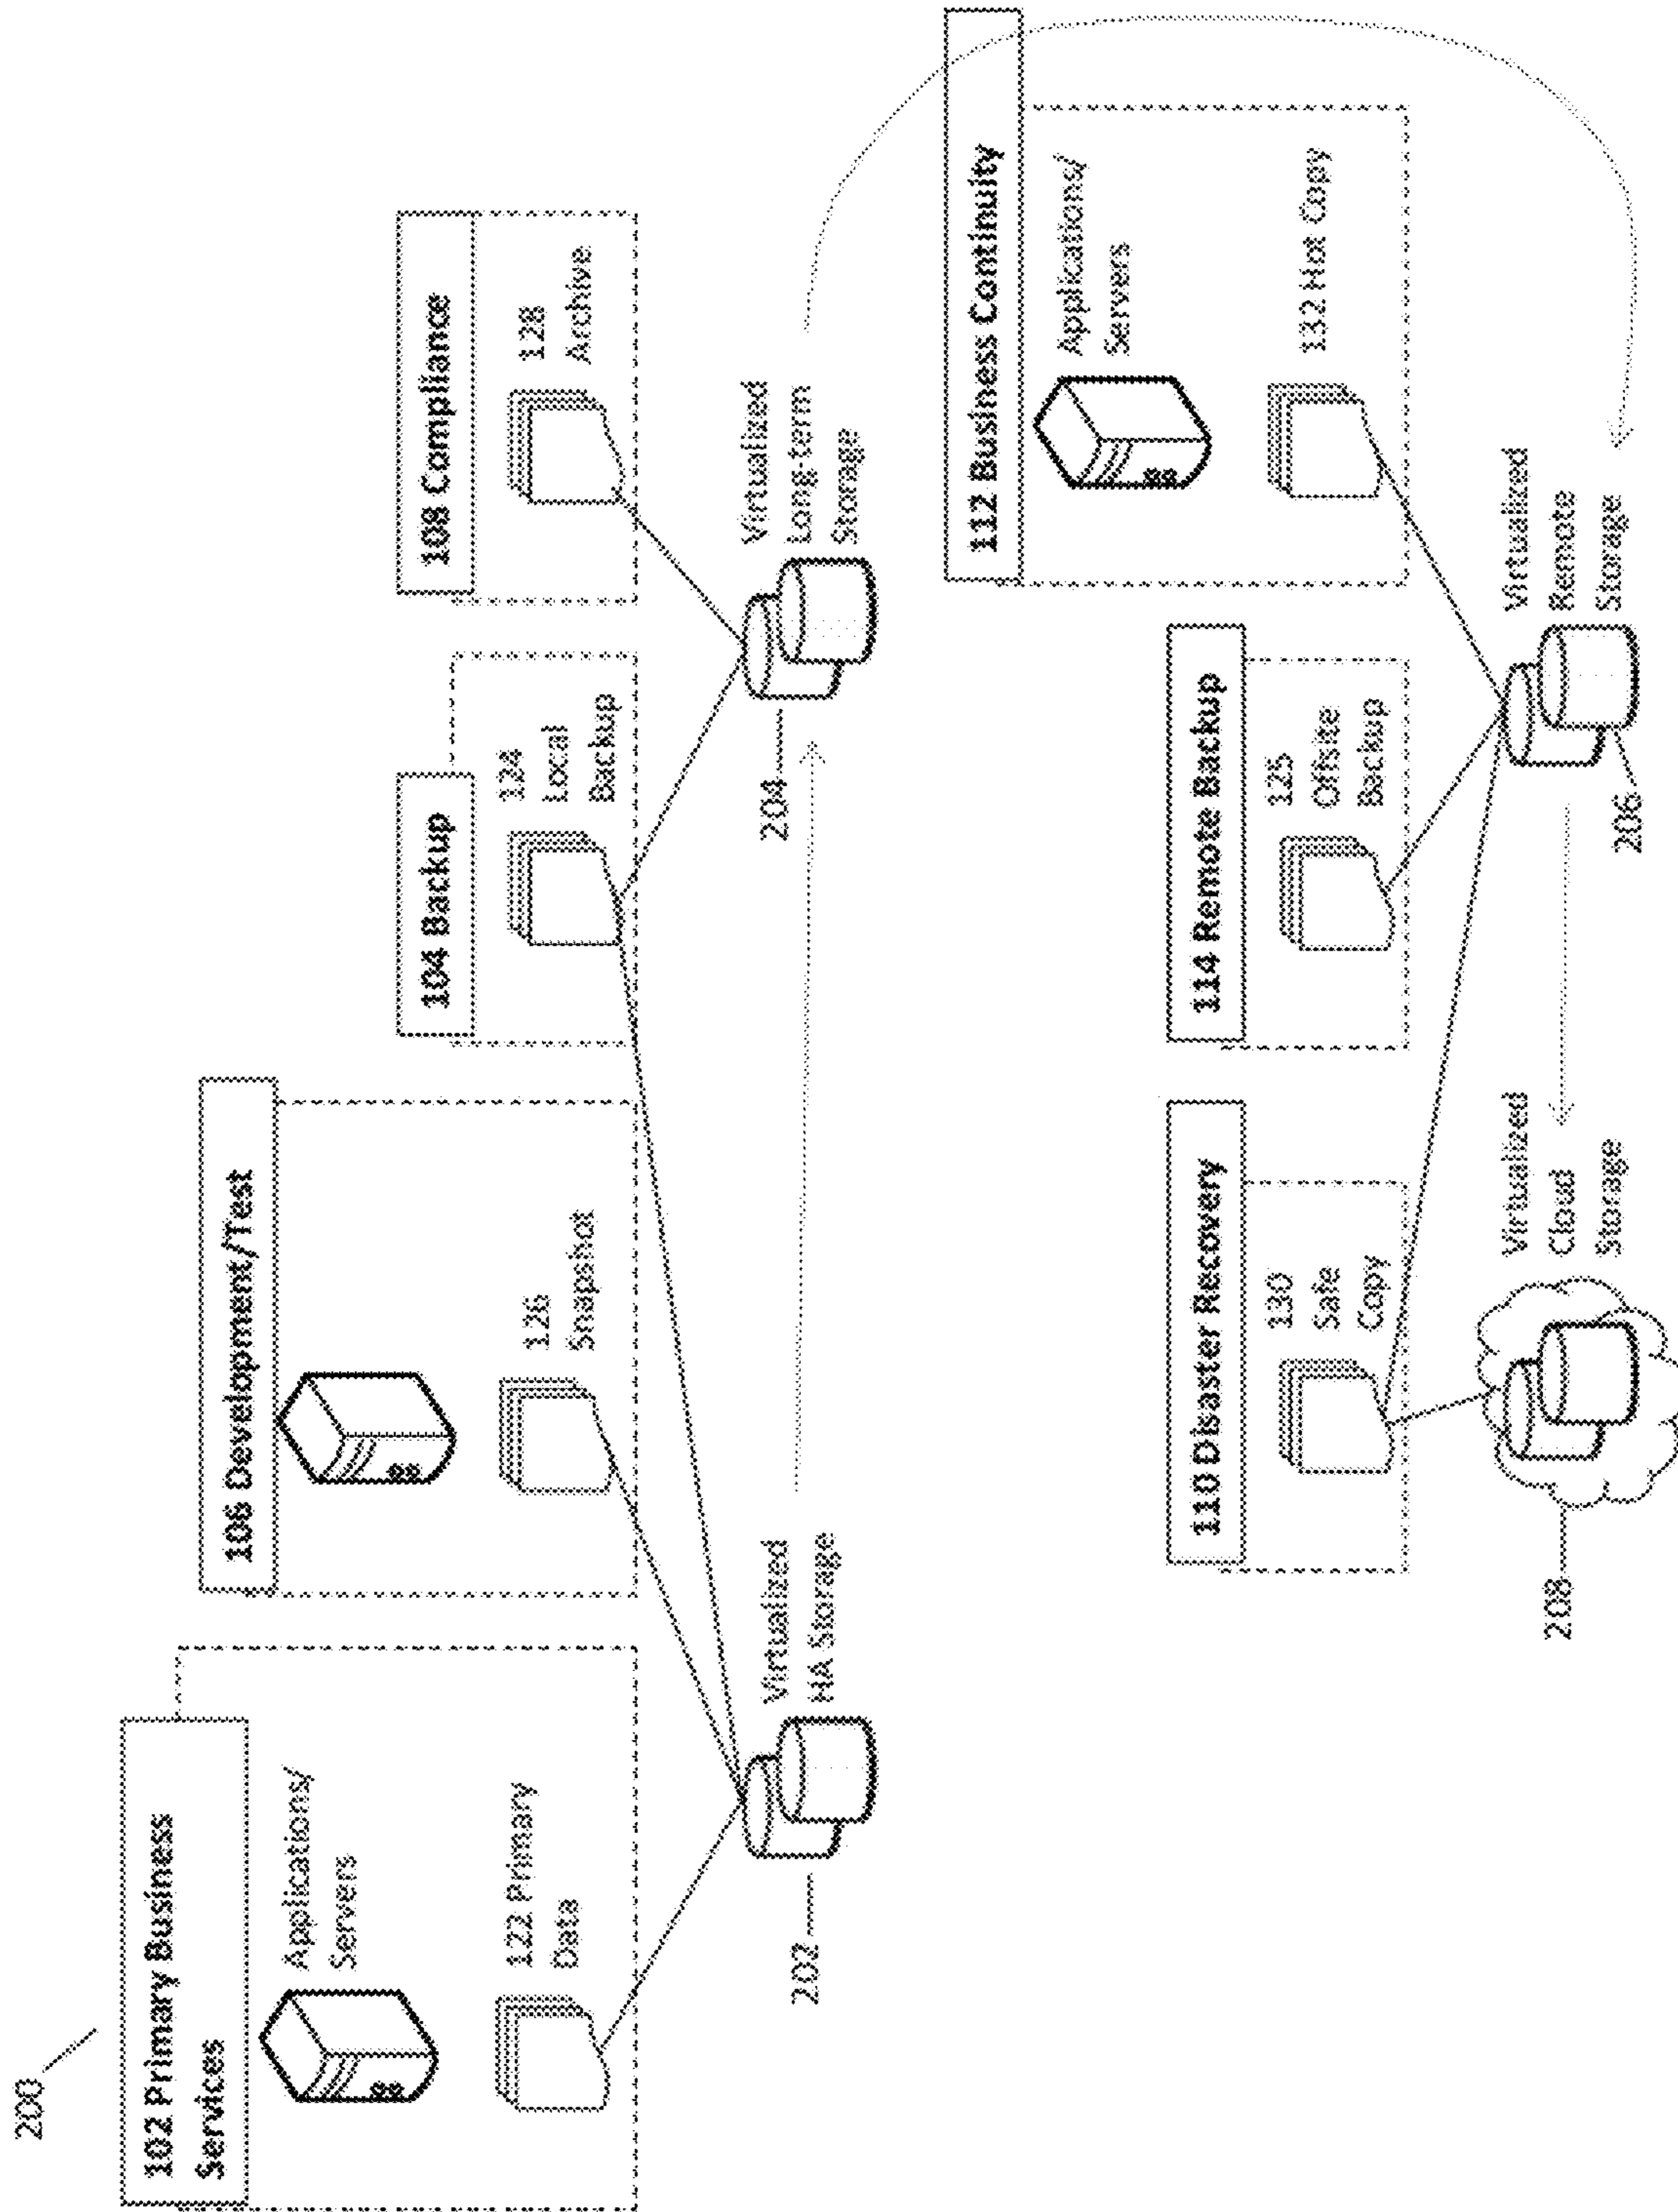 200
102 Primary Business
Services
Applications/
Servers
122 Primary
Data
106 Development/Test
126
Snapshot
104 Backup
124
Local
Backup
108 Compliance
128
Archive
202
Virtualized
HA Storage
204
Virtualized
Long-term
Storage
110 Disaster Recovery
130
Safe
Copy
114 Remote Backup
125
Offsite
Backup
112 Business Continuity
Applications/
Servers
132 Hot Copy
208
Virtualized
Cloud
Storage
206
Virtualized
Remote
Storage